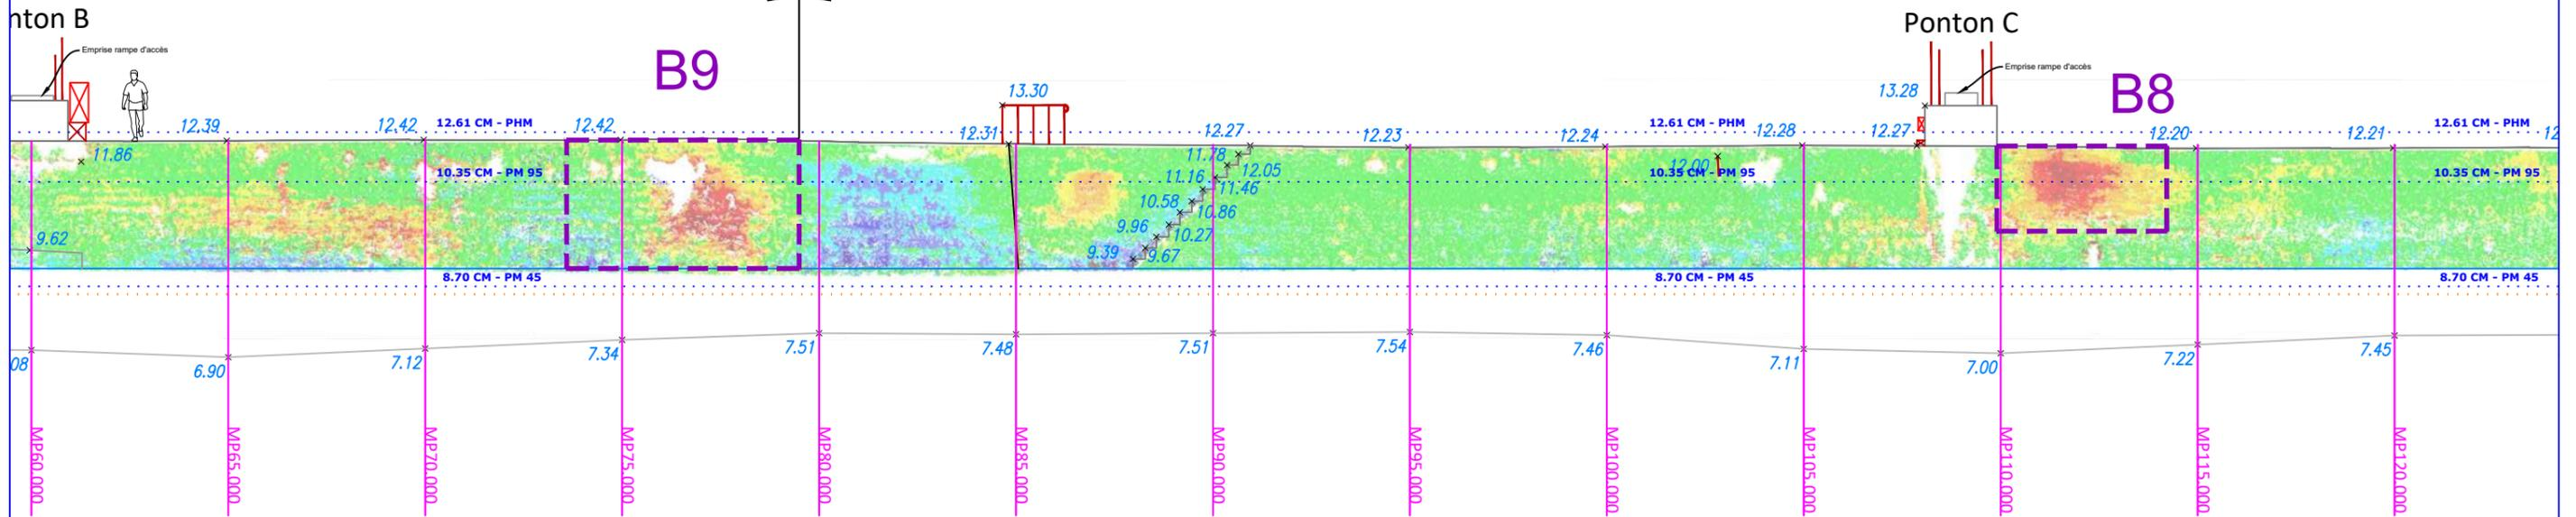 nton B
Ponton C
Emprise rampe d'accès
B9
Emprise rampe d'accès
B8
13.30
13.28
12.39
12.42
12.61 CM - PHM
12.42
12.31
12.27
12.23
12.24
12.61 CM - PHM
12.28
12.27
12.20
12.21
12.61 CM - PHM
12
11.86
11.78
12.05
12.00
10.35 CM - PM 95
11.16
11.46
10.35 CM - PM 95
10.35 CM - PM 95
10.58
10.86
9.96
10.27
9.62
9.39
9.67
8.70 CM - PM 45
8.70 CM - PM 45
8.70 CM - PM 45
08
6.90
7.12
7.34
7.51
7.48
7.51
7.54
7.46
7.11
7.00
7.22
7.45
MP60.000
MP65.000
MP70.000
MP75.000
MP80.000
MP85.000
MP90.000
MP95.000
MP100.000
MP105.000
MP110.000
MP115.000
MP120.000